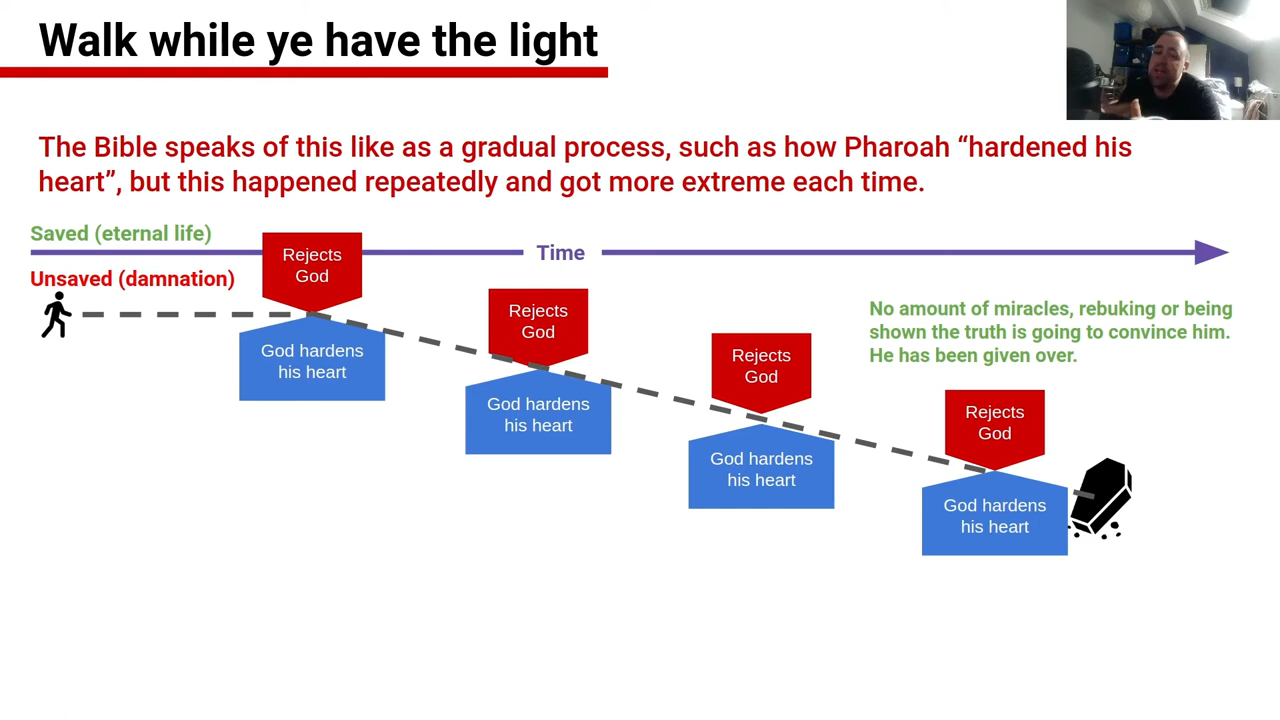 Walk while ye have the light
The Bible speaks of this like as a gradual process, such as how Pharoah “hardened his
heart”, but this happened repeatedly and got more extreme each time.
Saved (eternal life)
Time
Unsaved (damnation)
Rejects
God
God hardens
his heart
Rejects
God
God hardens
his heart
Rejects
God
God hardens
his heart
No amount of miracles, rebuking or being
shown the truth is going to convince him.
He has been given over.
Rejects
God
God hardens
his heart